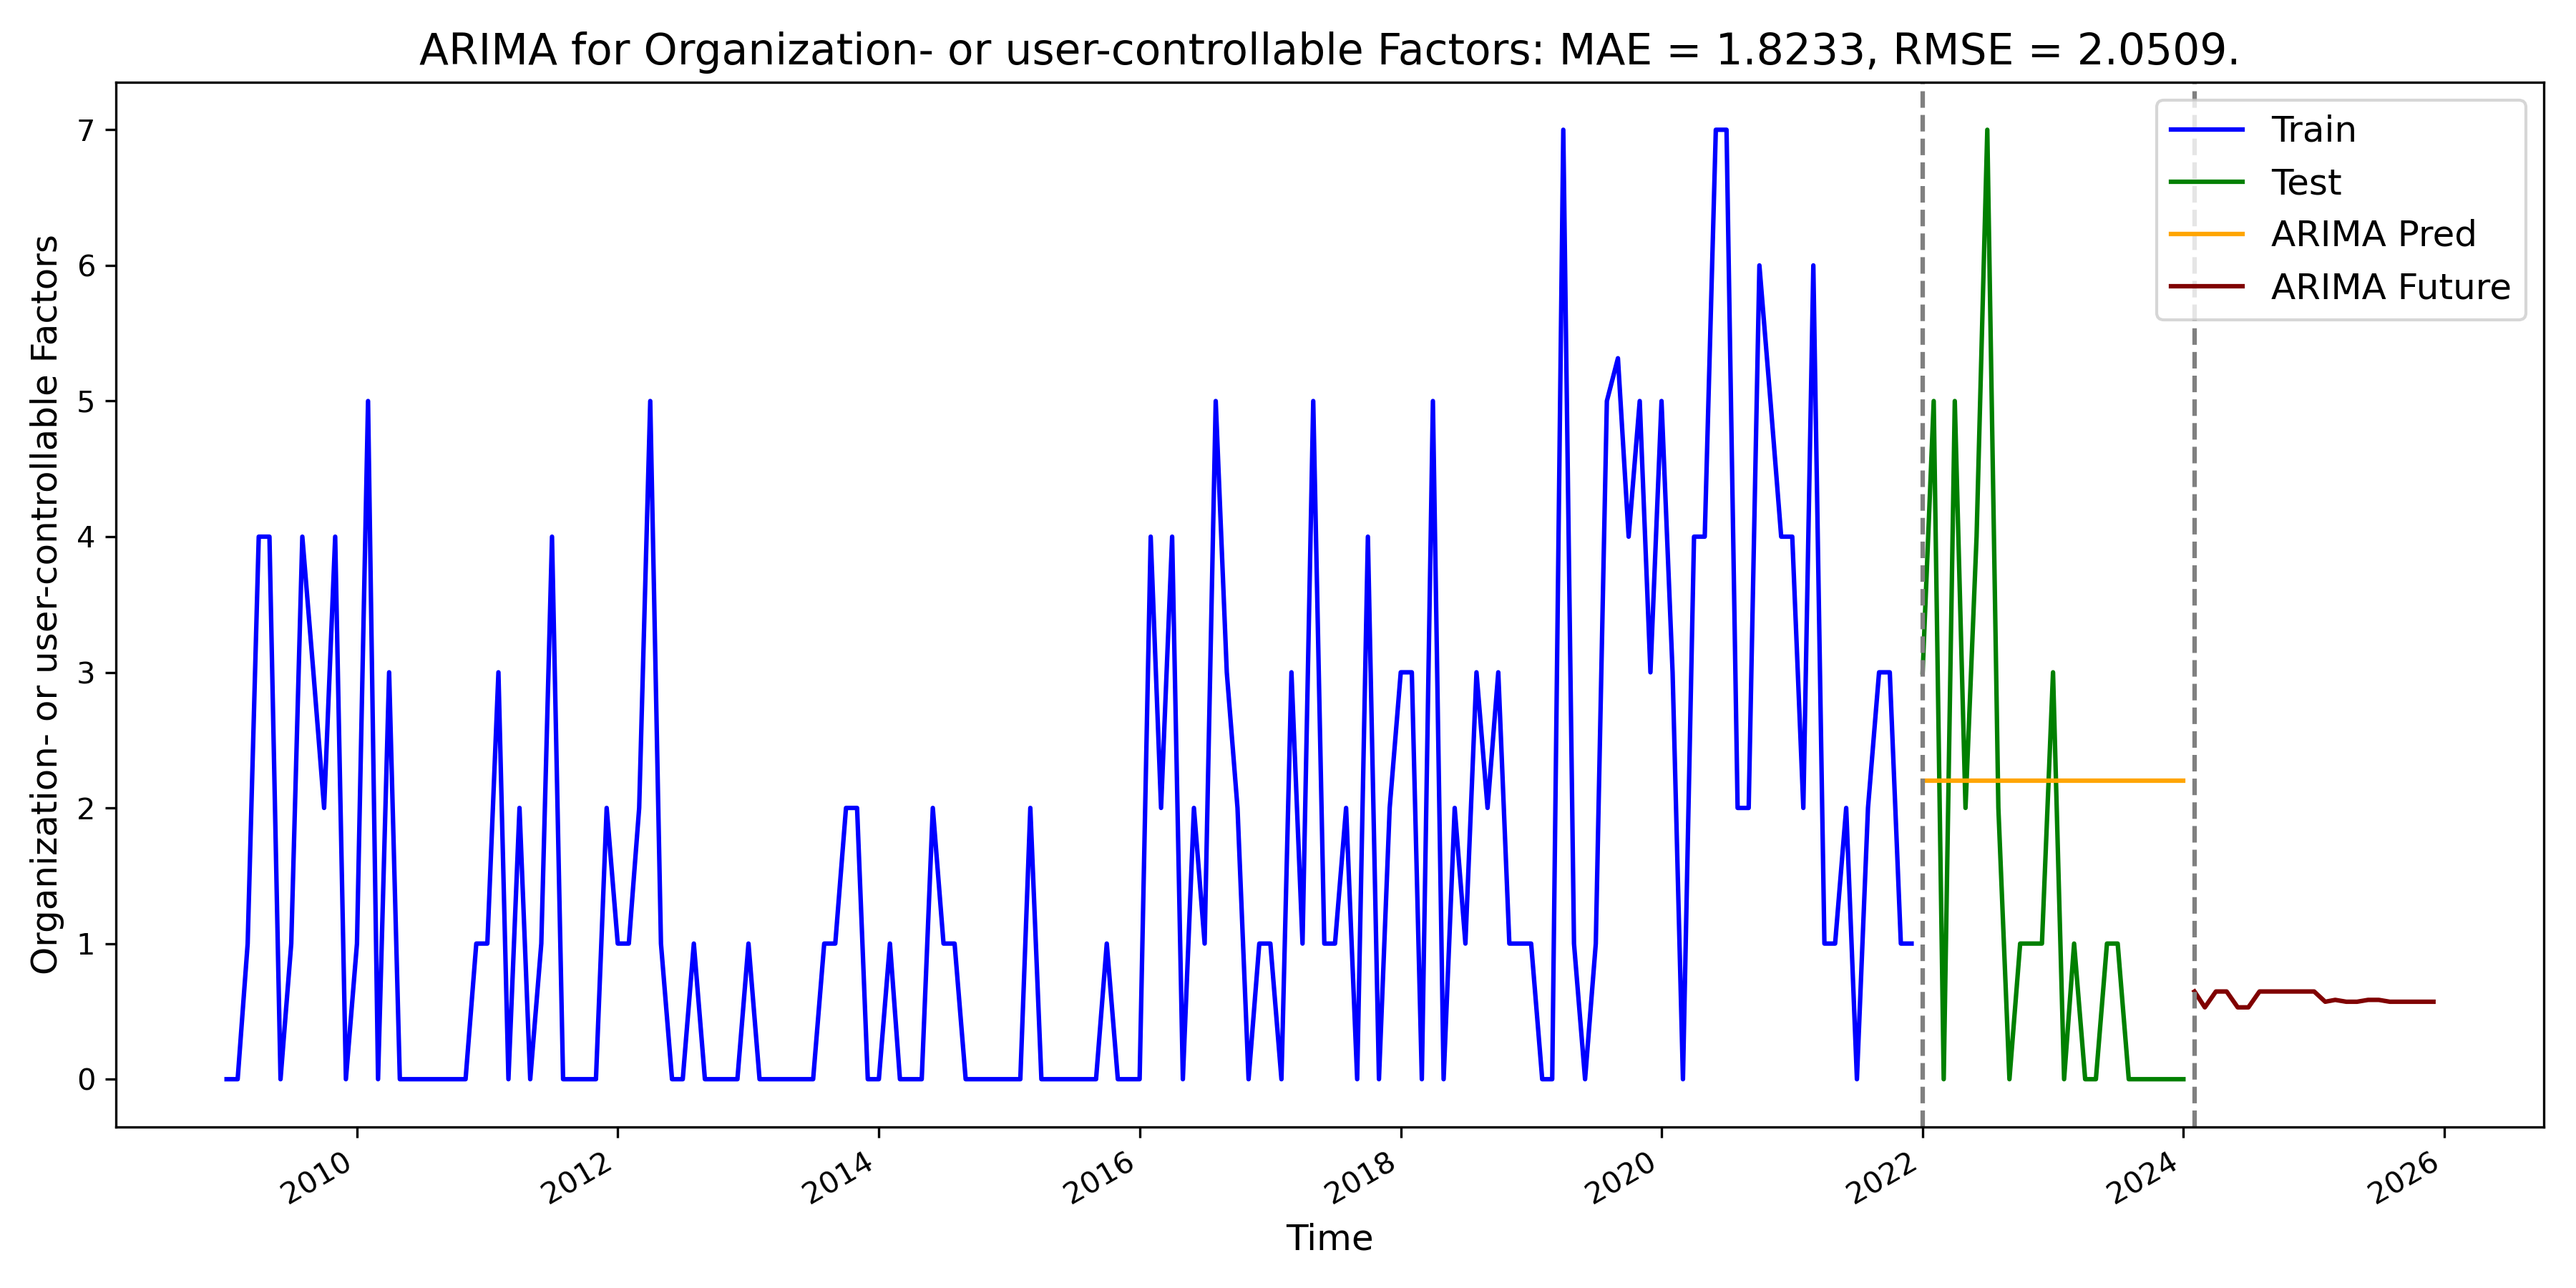 ARIMA for Organization- or user-controllable Factors: MAE = 1.8233, RMSE = 2.0509.
Organization- or user-controllable Factors
7
6
5
4
3
2
1
0
Train
Test
ARIMA Pred
ARIMA Future
2010
2012
2014
2016
2018
2020
2022
2024
2026
Time